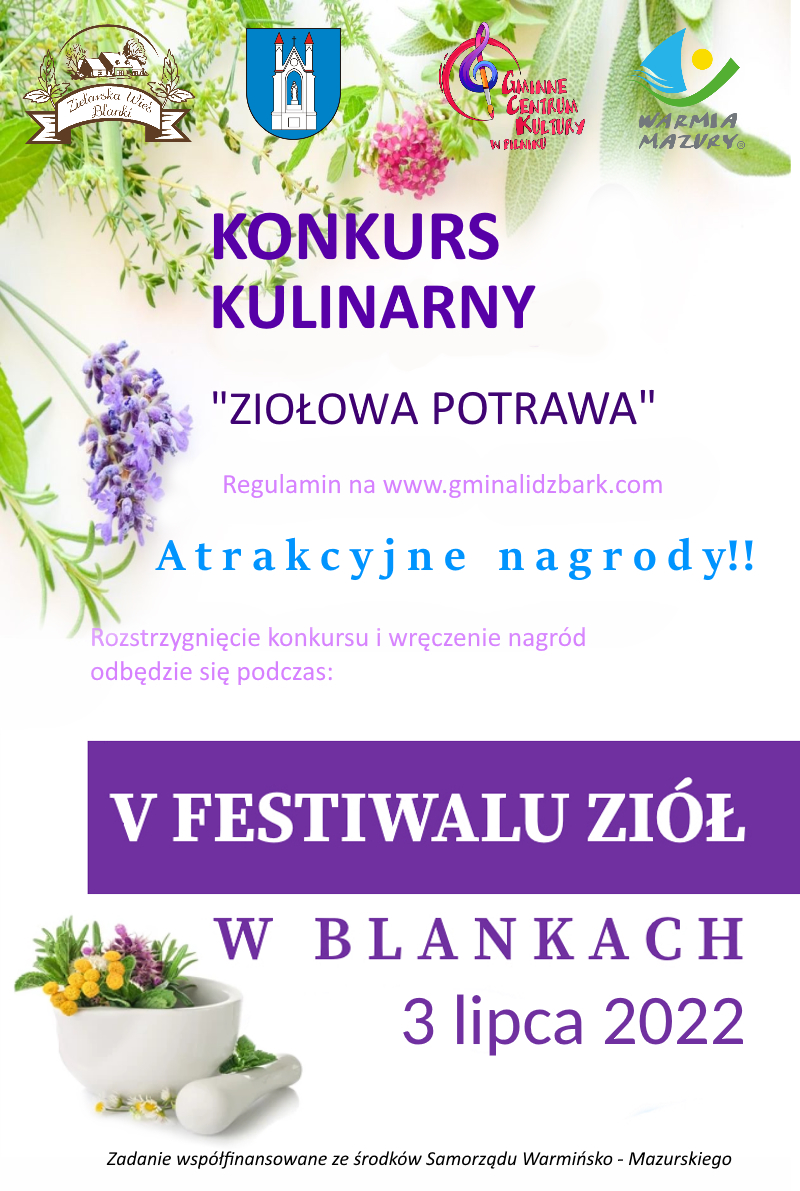 Zielarska Wieś
Blanki
GMINNE
CENTRUM
KULTURY
W PILNIKU
WARMIA
MAZURY®
KONKURS
KULINARNY
"ZIOŁOWA POTRAWA"
Regulamin na www.gminalidzbark.com
Atrakcyjne nagrody!!
Rozstrzygnięcie konkursu i wręczenie nagród
odbędzie się podczas:
V FESTIWALU ZIÓŁ
W BLANKACH
3 lipca 2022
Zadanie współfinansowane ze środków Samorządu Warmińsko - Mazurskiego